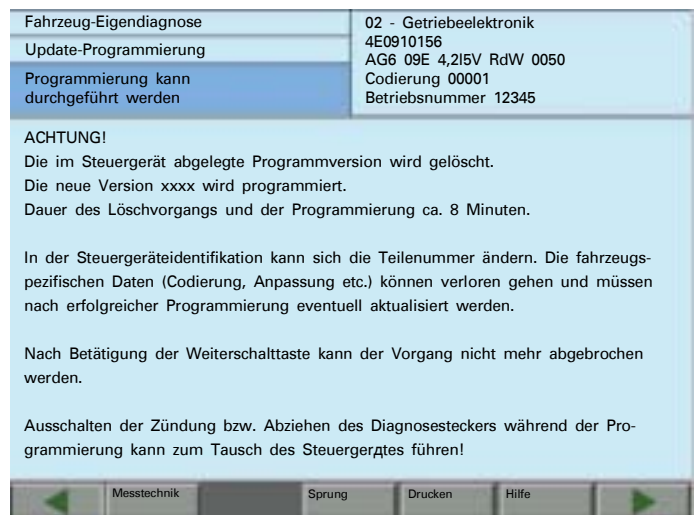 Fahrzeug-Eigendiagnose
Update-Programmierung
Programmierung kann
durchgeführt werden
02 - Getriebeelektronik
4E0910156
AG6 09E 4,2l5V RdW 0050
Codierung 00001
Betriebsnummer 12345
ACHTUNG!
Die im Steuergerät abgelegte Programmversion wird gelöscht.
Die neue Version xxxx wird programmiert.
Dauer des Löschvorgangs und der Programmierung ca. 8 Minuten.
In der Steuergeräteidentifikation kann sich die Teilenummer ändern. Die fahrzeugs-
pezifischen Daten (Codierung, Anpassung etc.) können verloren gehen und müssen
nach erfolgreicher Programmierung eventuell aktualisiert werden.
Nach Betätigung der Weiterschalttaste kann der Vorgang nicht mehr abgebrochen
werden.
Ausschalten der Zündung bzw. Abziehen des Diagnosesteckers während der Pro-
grammierung kann zum Tausch des Steuergerдtes führen!
Messtechnik
Sprung
Drucken
Hilfe